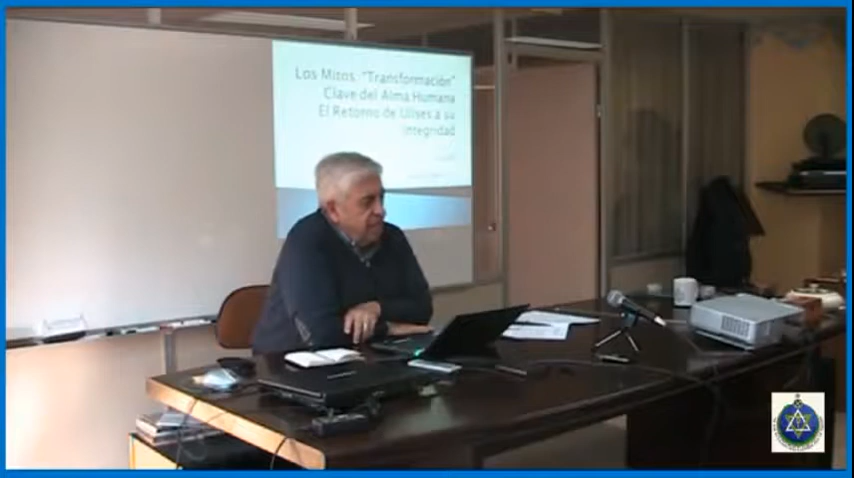 Los Mitos "Transformación"
Clave del Alma Humana
El Retorno de Ulises a su
Integridad